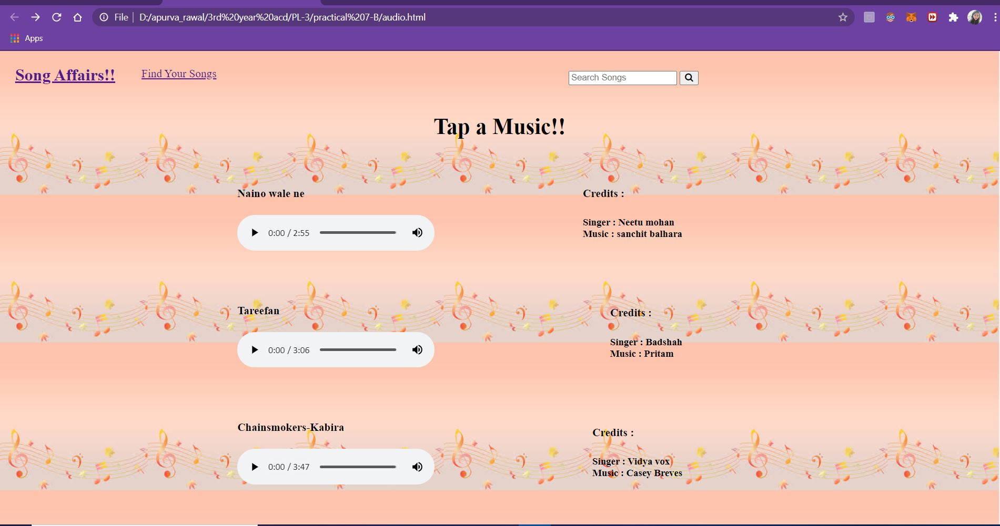 File | D:/apurva_rawal/3rd%20year%20acd/PL-3/practical%207-B/audio.html
Apps
Song Affairs!! Find Your Songs Search Songs
Tap a Music!!
Naino wale ne Credits :
0:00 / 2:55 Singer : Neetu mohan
Music : sanchit balhara
Tareefan Credits :
0:00 / 3:06 Singer : Badshah
Music : Pritam
Chainsmokers-Kabira Credits :
0:00 / 3:47 Singer : Vidya vox
Music : Casey Breves